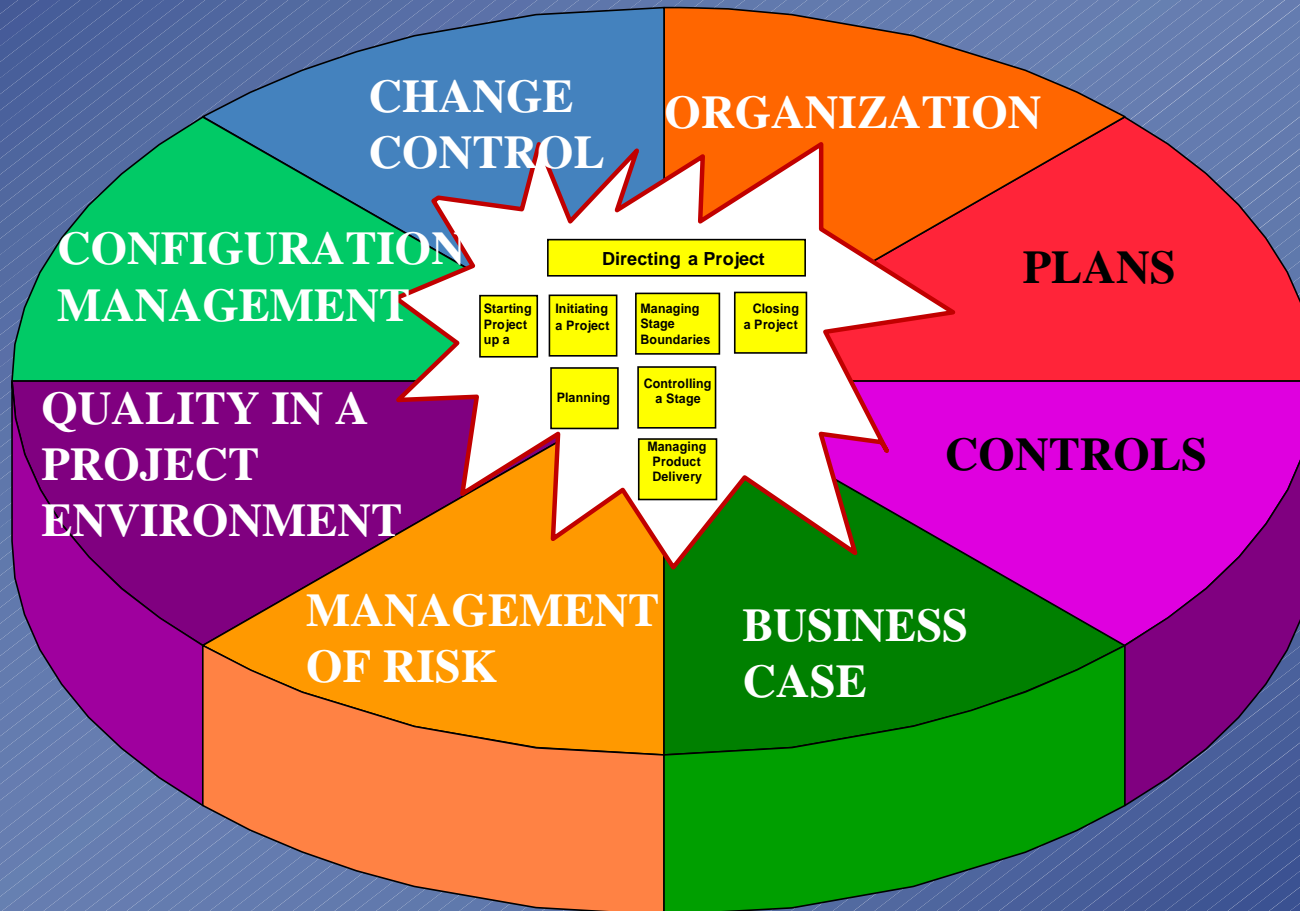 CHANGE
CONTROL
ORGANIZATION
CONFIGURATION
MANAGEMENT
PLANS
Directing a Project
Starting
Project
up a
Initiating
a Project
Managing
Stage
Boundaries
Closing
a Project
Planning
Controlling
a Stage
Managing
Product
Delivery
QUALITY IN A
PROJECT
ENVIRONMENT
CONTROLS
MANAGEMENT
OF RISK
BUSINESS
CASE